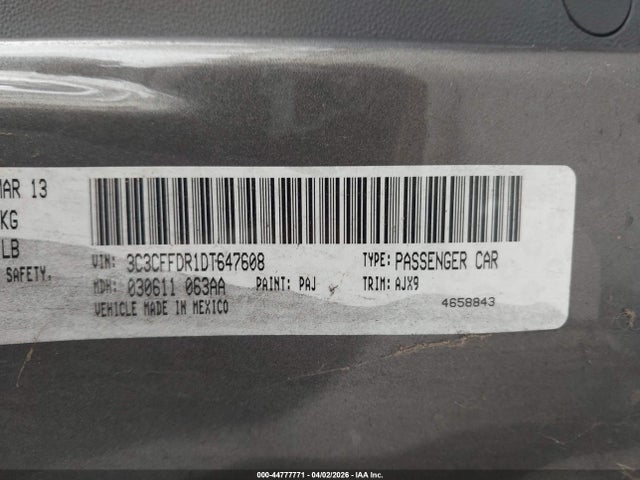 MAR 13
KG
LB
SAFETY.
VIN: 3C3CFFDR1DT647608 TYPE: PASSENGER CAR
MDH: 030611 063AA PAINT: PAJ TRIM: AJX9
VEHICLE MADE IN MEXICO 4658843
000-44777771 | 04/02/2026 - IAA Inc.